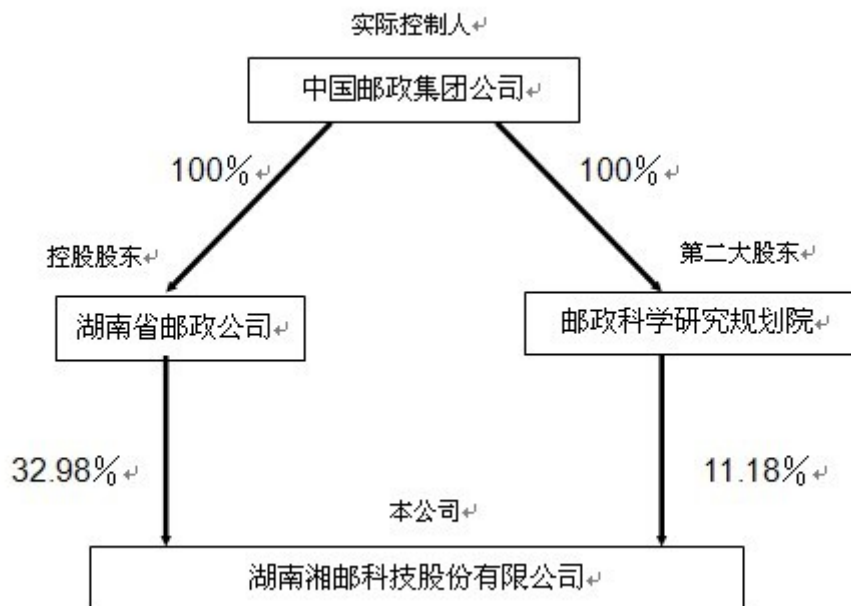 实际控制人
中国邮政集团公司
100% 100%
控股股东 第二大股东
湖南省邮政公司 邮政科学研究规划院
32.98% 11.18%
本公司
湖南湘邮科技股份有限公司